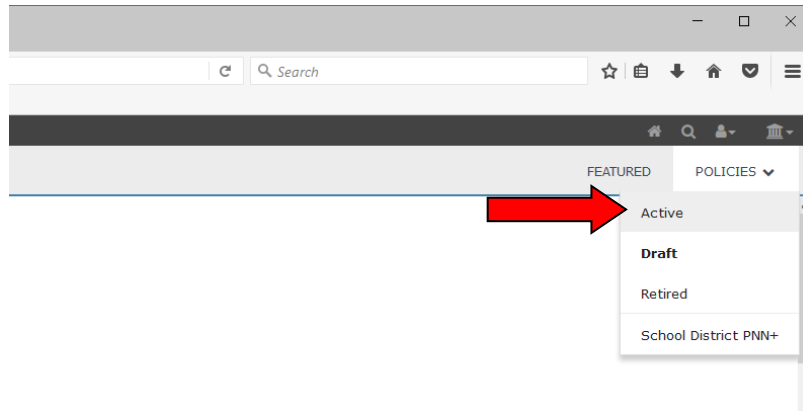 Search
FEATURED
POLICIES
Active
Draft
Retired
School District PNN+